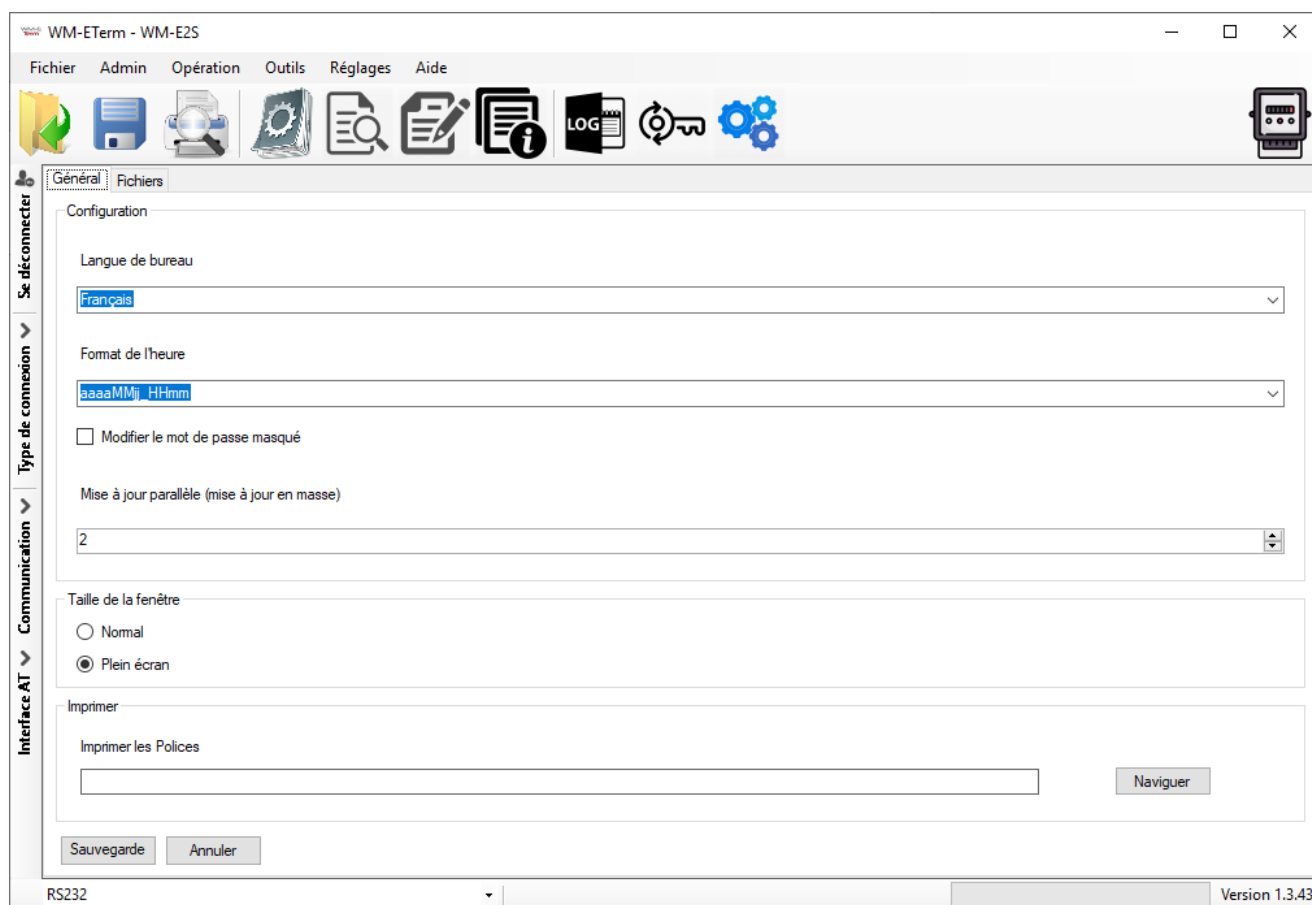 WM-ETerm - WM-E2S
Fichier Admin Opération Outils Réglages Aide
LOG
Général Fichiers
Se déconnecter
Type de connexion
Communication
Interface AT
Configuration
Langue de bureau
Français
Format de l'heure
aaaaMMjj_HHmm
Modifier le mot de passe masqué
Mise à jour parallèle (mise à jour en masse)
2
Taille de la fenêtre
Normal
Plein écran
Imprimer
Imprimer les Polices
Naviguer
Sauvegarde Annuler
RS232 Version 1.3.43